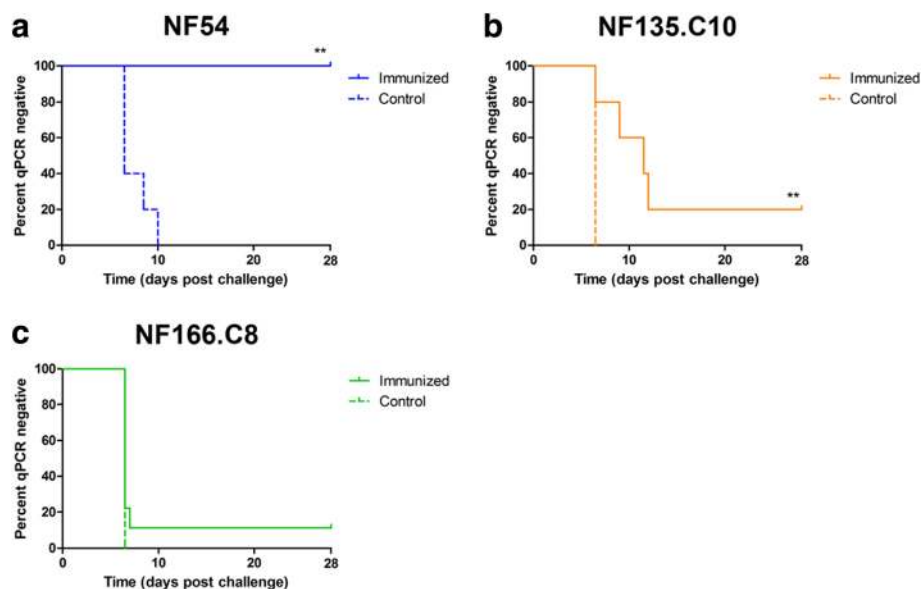 a
NF54
**
100
80
60
40
20
0
Percent qPCR negative
0
10
20
28
Time (days post challenge)
Immunized
Control
b
NF135.C10
**
100
80
60
40
20
0
Percent qPCR negative
0
10
20
28
Time (days post challenge)
Immunized
Control
c
NF166.C8
100
80
60
40
20
0
Percent qPCR negative
0
10
20
28
Time (days post challenge)
Immunized
Control